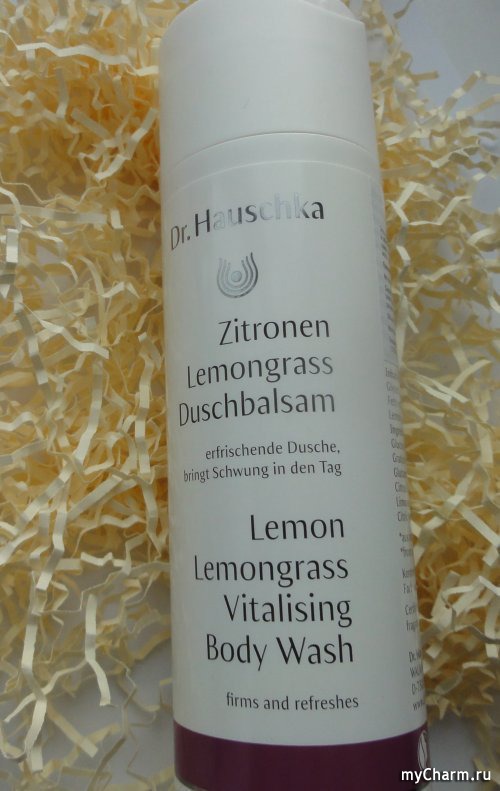 Dr. Hauschka
Zitronen
Lemongrass
Duschbalsam
erfrischende Dusche,
bringt Schwung in den Tag
Lemon
Lemongrass
Vitalising
Body Wash
firms and refreshes
myCharm.ru